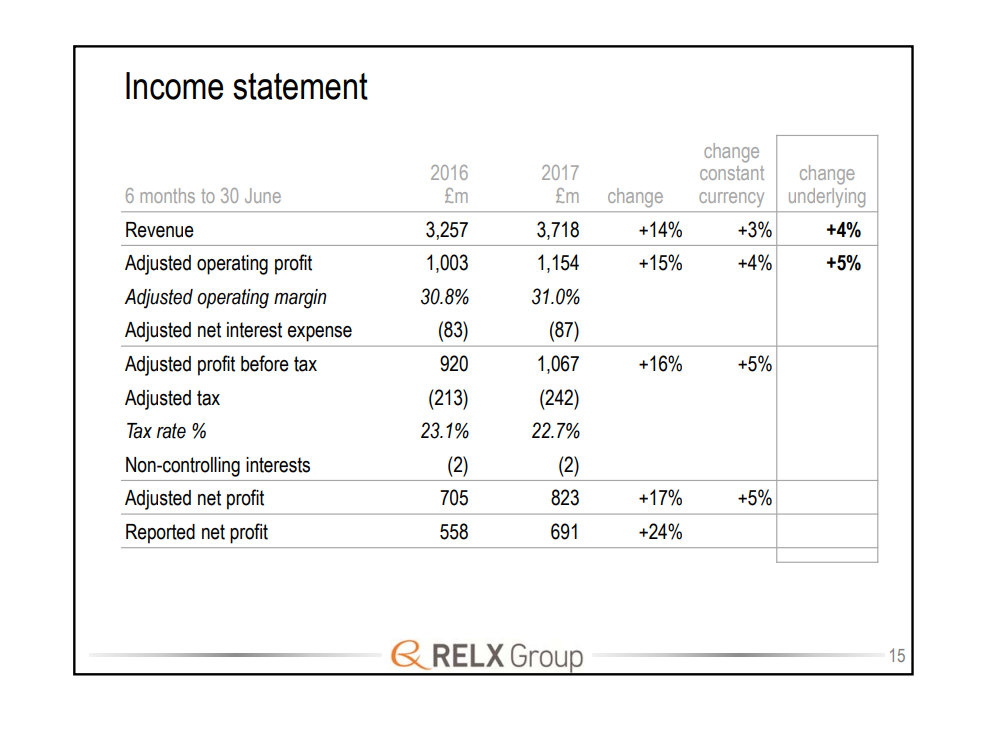 Income statement
change
2016 2017 constant change
6 months to 30 June £m £m change currency underlying
Revenue 3,257 3,718 +14% +3% +4%
Adjusted operating profit 1,003 1,154 +15% +4% +5%
Adjusted operating margin 30.8% 31.0%
Adjusted net interest expense (83) (87)
Adjusted profit before tax 920 1,067 +16% +5%
Adjusted tax (213) (242)
Tax rate % 23.1% 22.7%
Non-controlling interests (2) (2)
Adjusted net profit 705 823 +17% +5%
Reported net profit 558 691 +24%
RELX Group
15